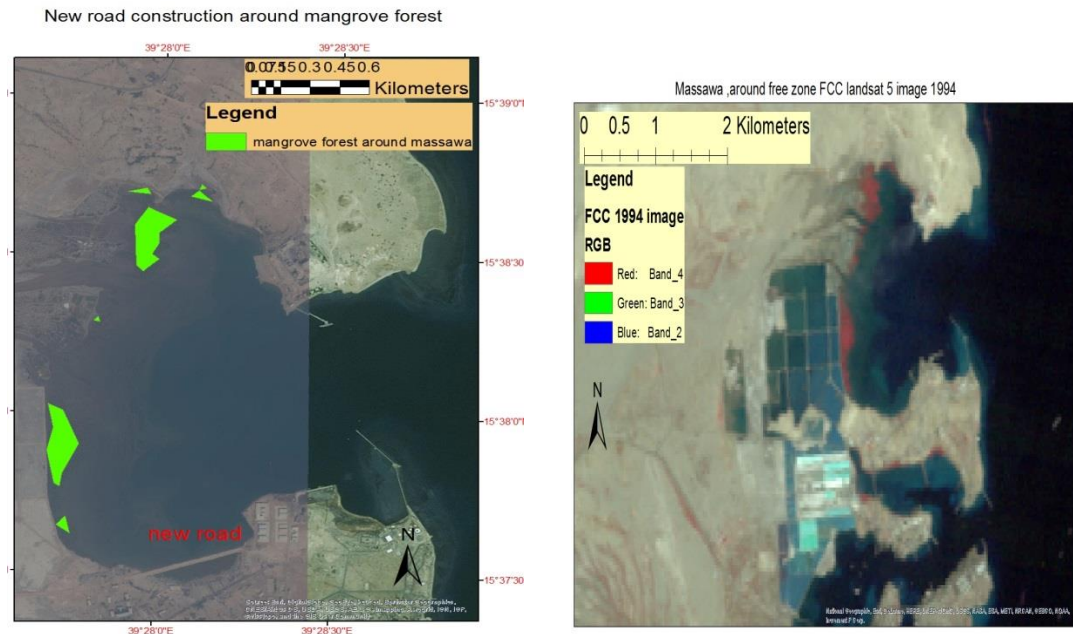 New road construction around mangrove forest
39°28'0"E
39°28'30"E
Kilometers
Legend
mangrove forest around massawa
15°39'0"
15°38'30"I
15°38'0"I
15°37'30"
new road
N
39°28'0"E
39°28'30"E
Massawa ,around free zone FCC landsat 5 image 1994
0 0.5 1 2 Kilometers
Legend
FCC 1994 image
RGB
Red: Band_4
Green: Band_3
Blue: Band_2
N